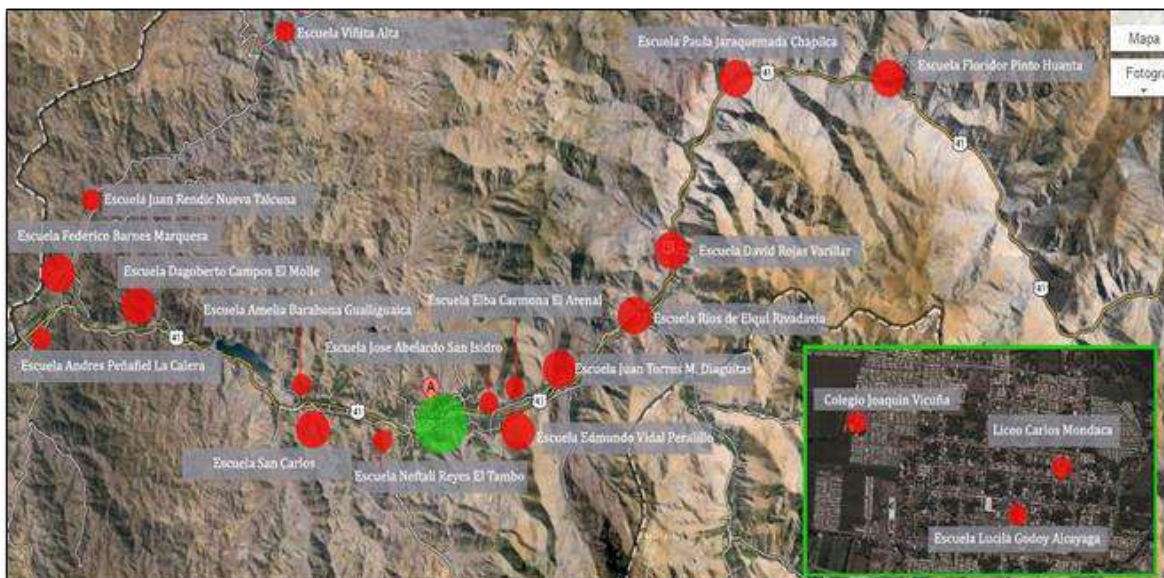 Escuela Viñita Alta
Escuela Paula Jaraquemada Chapilca
Mapa
Escuela Floridor Pinto Huanta
Fotogra
41
41
Escuela Juan Rendic Nueva Talcuna
Escuela Federico Barnes Marquesa
Escuela David Rojas Varillar
Escuela Dagoberto Campos El Molle
Escuela Amelia Barahona Gualliguaica
Escuela Elba Carmona El Arenal
Escuela Rios de Elqui Rivadavia
41
41
Escuela Jose Abelardo San Isidro
Escuela Andres Peñafiel La Calera
Escuela Juan Torres M. Diaguitas
A
41
41
Colegio Joaquin Vicuña
Liceo Carlos Mondaca
Escuela San Carlos
Escuela Edmundo Vidal Peralillo
Escuela Neftali Reyes El Tambo
Escuela Lucila Godoy Alcayaga